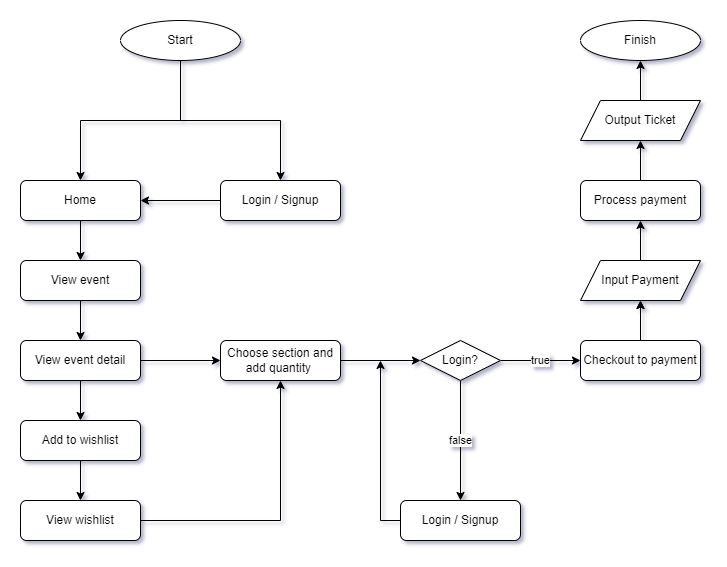 Start
Finish
Output Ticket
Home
Login / Signup
Process payment
View event
Input Payment
View event detail
Choose section and
add quantity
Login?
true
Checkout to payment
Add to wishlist
false
View wishlist
Login / Signup